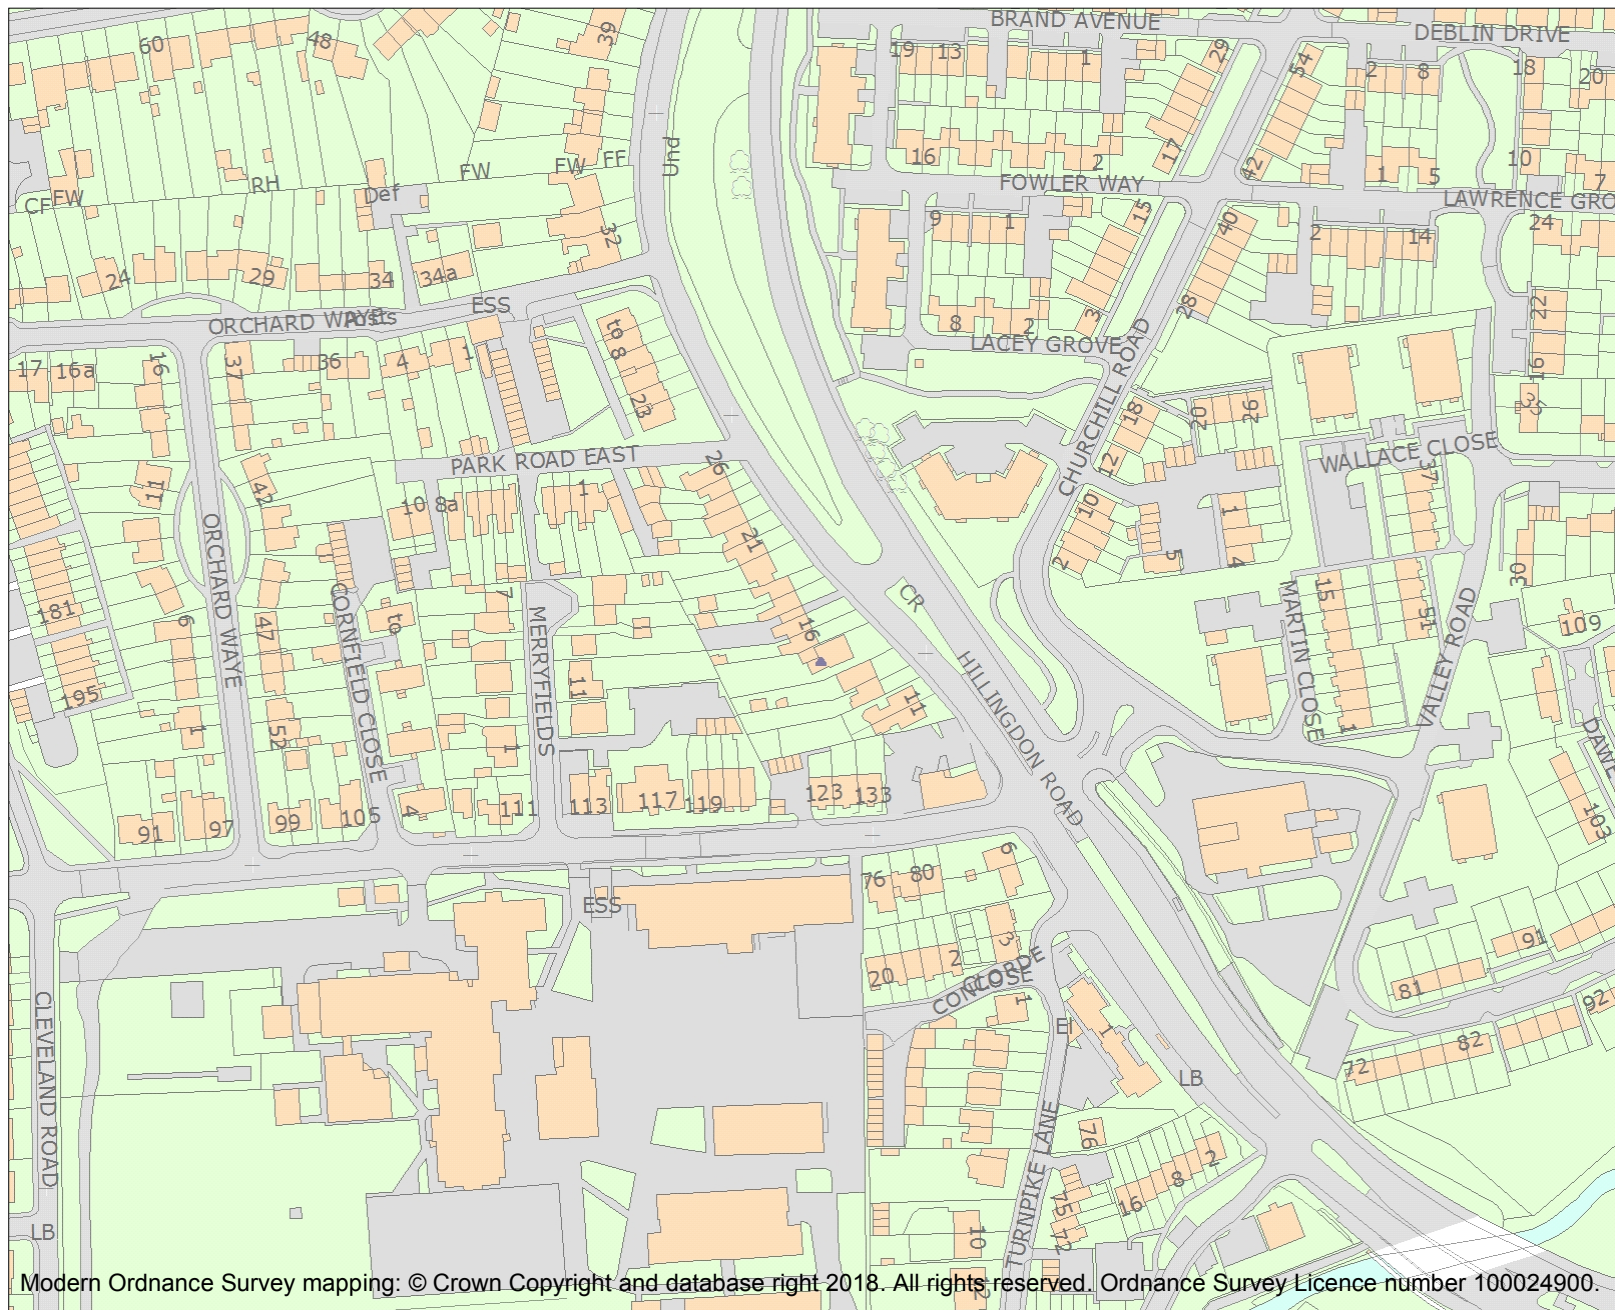 BRAND AVENUE
DEBLIN DRIVE
60
48
39
19
13
1
29
54
2
8
18
20
Und
16
2
17
42
1
5
10
7
CF
FW
RH
Def
FW
FW
FF
FOWLER WAY
LAWRENCE GRO
24
29
34
34a
32
9
1
15
40
2
14
24
ORCHARD WAYE
Posts
ESS
8
2
3
28
22
LACEY GROVE
CHURCHILL ROAD
17
16a
16
37
36
4
1
to 8
23
18
20
26
16
35
PARK ROAD EAST
26
12
WALLACE CLOSE
37
11
42
10
8a
1
21
10
2
5
1
4
30
ORCHARD WAYE
CORNFIELD CLOSE
181
6
47
to
7
MERRYFIELDS
16
CR
HILLINGDON ROAD
MARTIN CLOSE
15
51
VALLEY ROAD
109
195
1
52
11
1
11
1
DAWE
91
97
99
105
4
111
113
117
119
123
133
103
76
80
6
ESS
20
2
3
CONCORDE
CLOSE
1
91
81
92
CLEVELAND ROAD
El
1
LB
72
82
TURNPIKE LANE
76
2
8
16
75
72
10
12
LB
Modern Ordnance Survey mapping: © Crown Copyright and database right 2018. All rights reserved. Ordnance Survey Licence number 100024900.